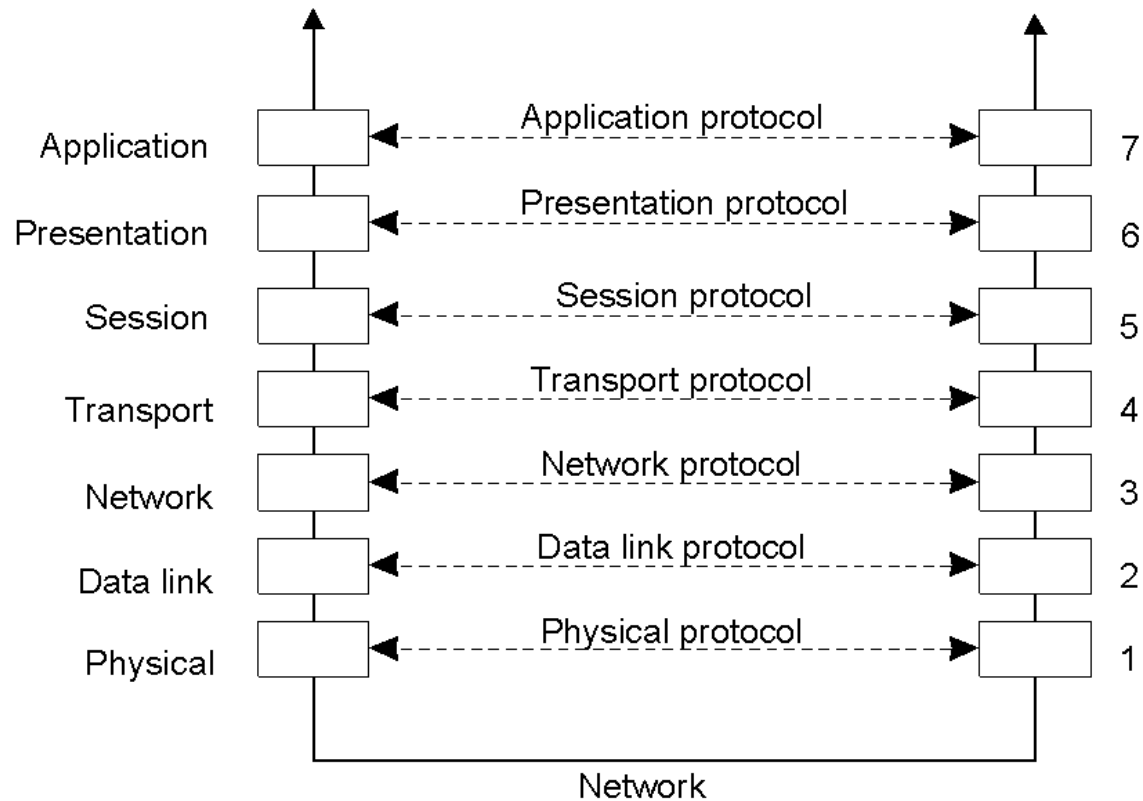 Application
Application protocol
7
Presentation
Presentation protocol
6
Session
Session protocol
5
Transport
Transport protocol
4
Network
Network protocol
3
Data link
Data link protocol
2
Physical
Physical protocol
1
Network